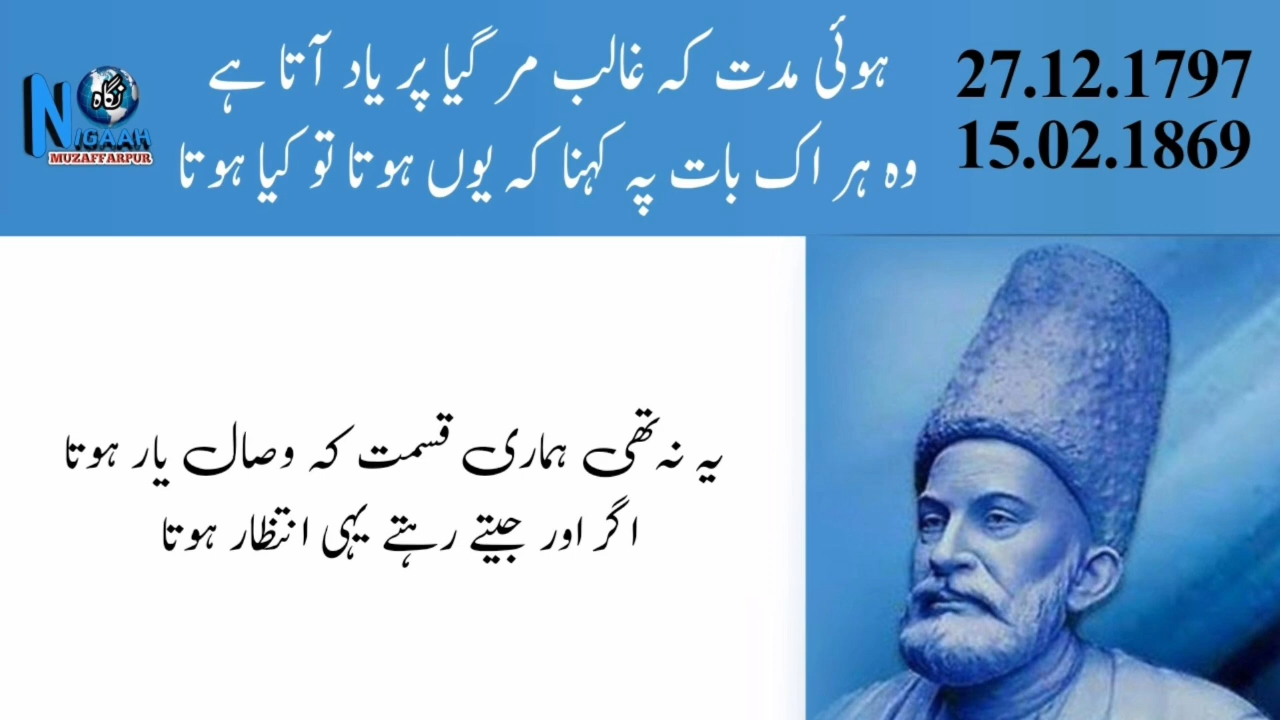 ہوئی مدت کہ غالب مر گیا پر یاد آتا ہے
وہ ہر اک بات پہ کہنا کہ یوں ہوتا تو کیا ہوتا
27.12.1797
15.02.1869
نگاہ
NIGAAH
MUZAFFARPUR
یہ نہ تھی ہماری قسمت کہ وصال یار ہوتا
اگر اور جیتے رہتے یہی انتظار ہوتا